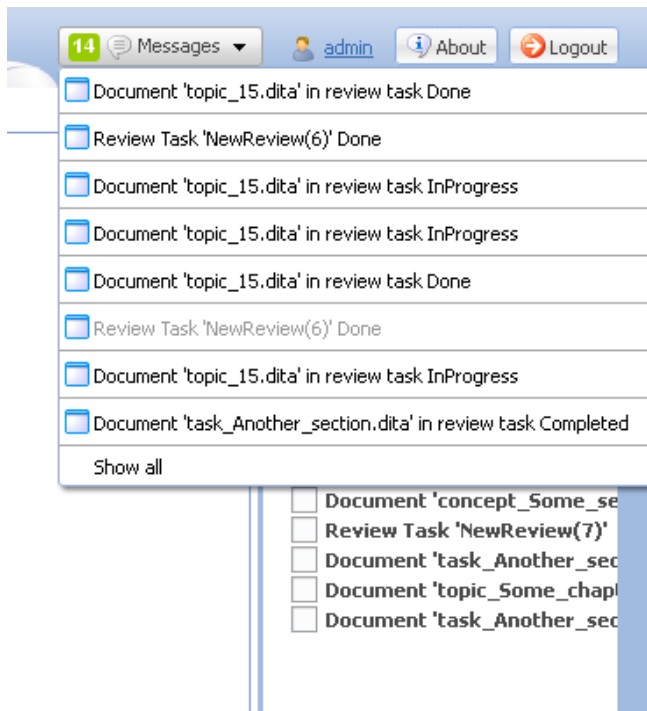 14 Messages admin About Logout
Document 'topic_15.dita' in review task Done
Review Task 'NewReview(6)' Done
Document 'topic_15.dita' in review task InProgress
Document 'topic_15.dita' in review task InProgress
Document 'topic_15.dita' in review task Done
Review Task 'NewReview(6)' Done
Document 'topic_15.dita' in review task InProgress
Document 'task_Another_section.dita' in review task Completed
Show all
Document 'concept_Some_se
Review Task 'NewReview(7)'
Document 'task_Another_sec
Document 'topic_Some_chapt
Document 'task_Another_sec